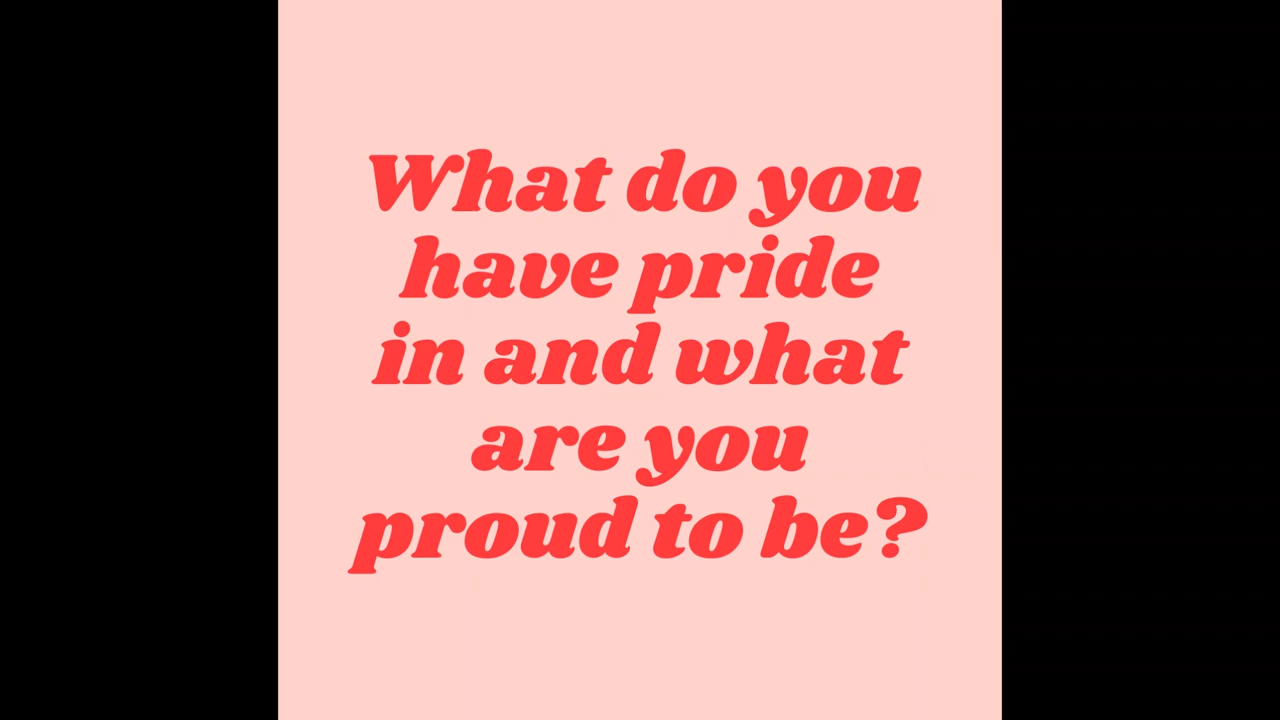 What do you
have pride
in and what
are you
proud to be?